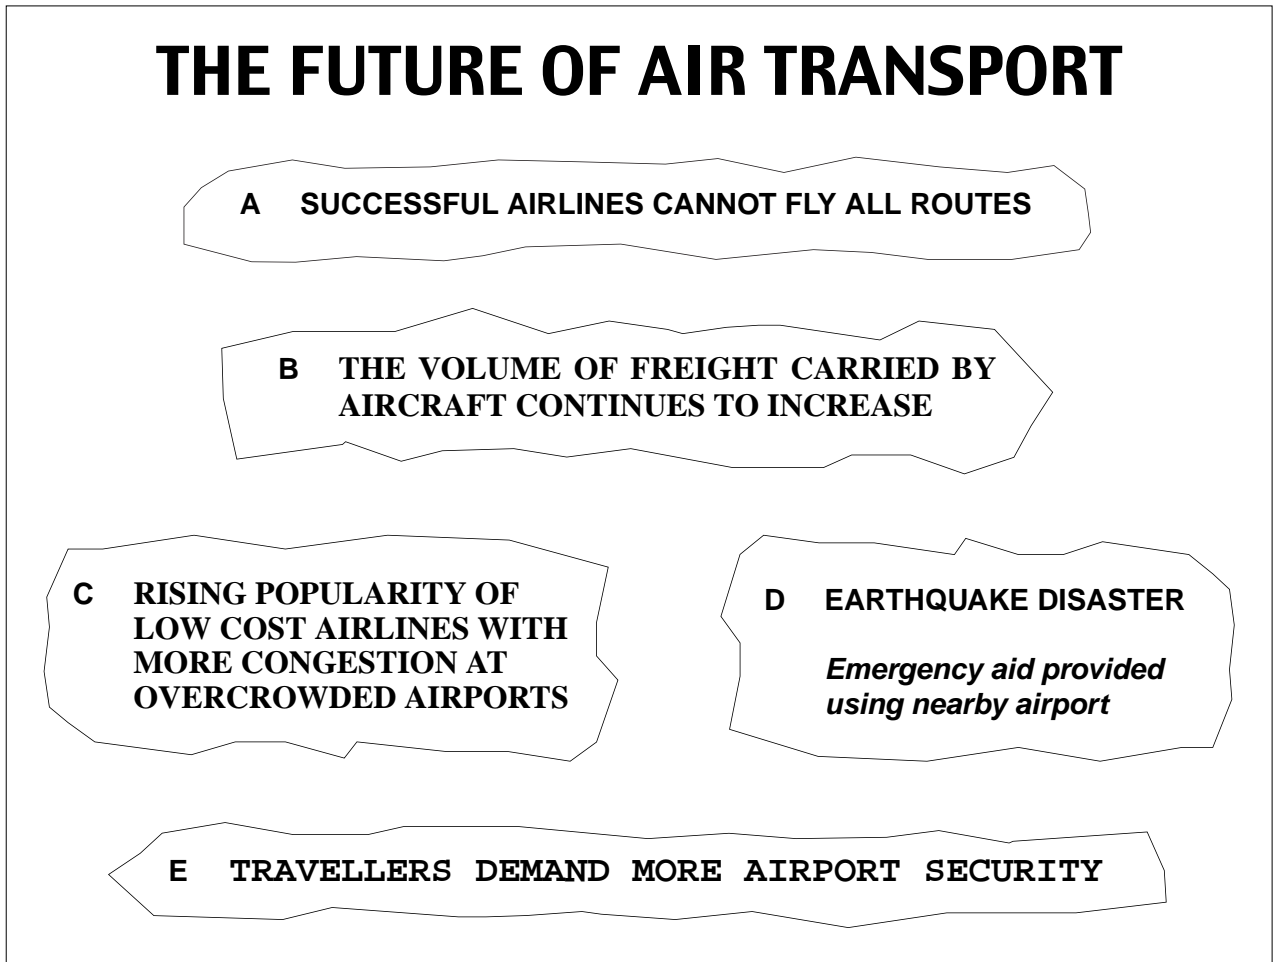 THE FUTURE OF AIR TRANSPORT
A SUCCESSFUL AIRLINES CANNOT FLY ALL ROUTES
B THE VOLUME OF FREIGHT CARRIED BY
AIRCRAFT CONTINUES TO INCREASE
C RISING POPULARITY OF
LOW COST AIRLINES WITH
MORE CONGESTION AT
OVERCROWDED AIRPORTS
D EARTHQUAKE DISASTER
Emergency aid provided
using nearby airport
E TRAVELLERS DEMAND MORE AIRPORT SECURITY